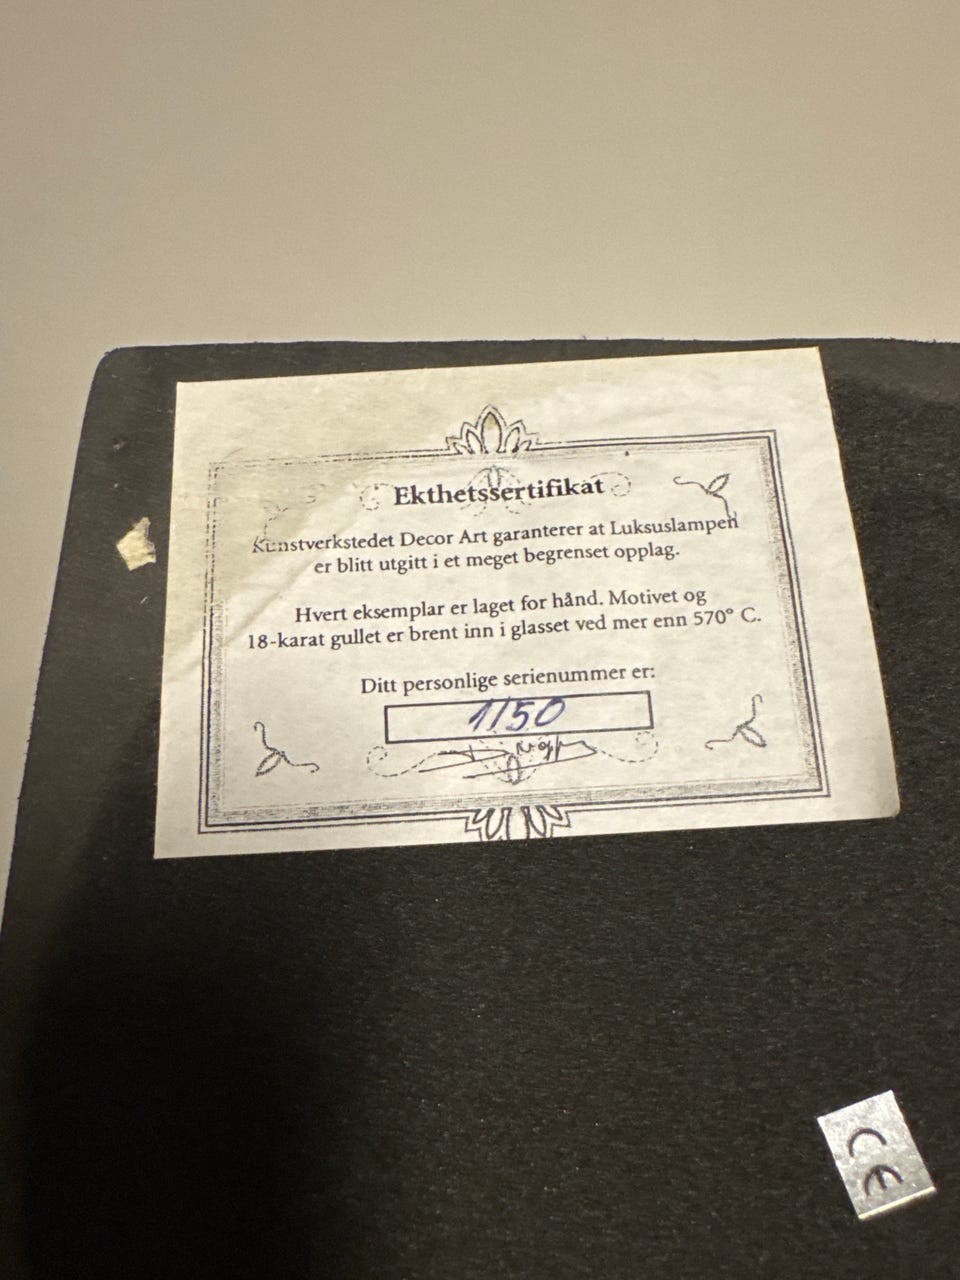 Ekthetssertifikat
Kunstverkstedet Decor Art garanterer at Luksuslampen
er blitt utgitt i et meget begrenset opplag.
Hvert eksemplar er laget for hånd. Motivet og
18-karat gullet er brent inn i glasset ved mer enn 570° C.
Ditt personlige serienummer er:
1150
CE